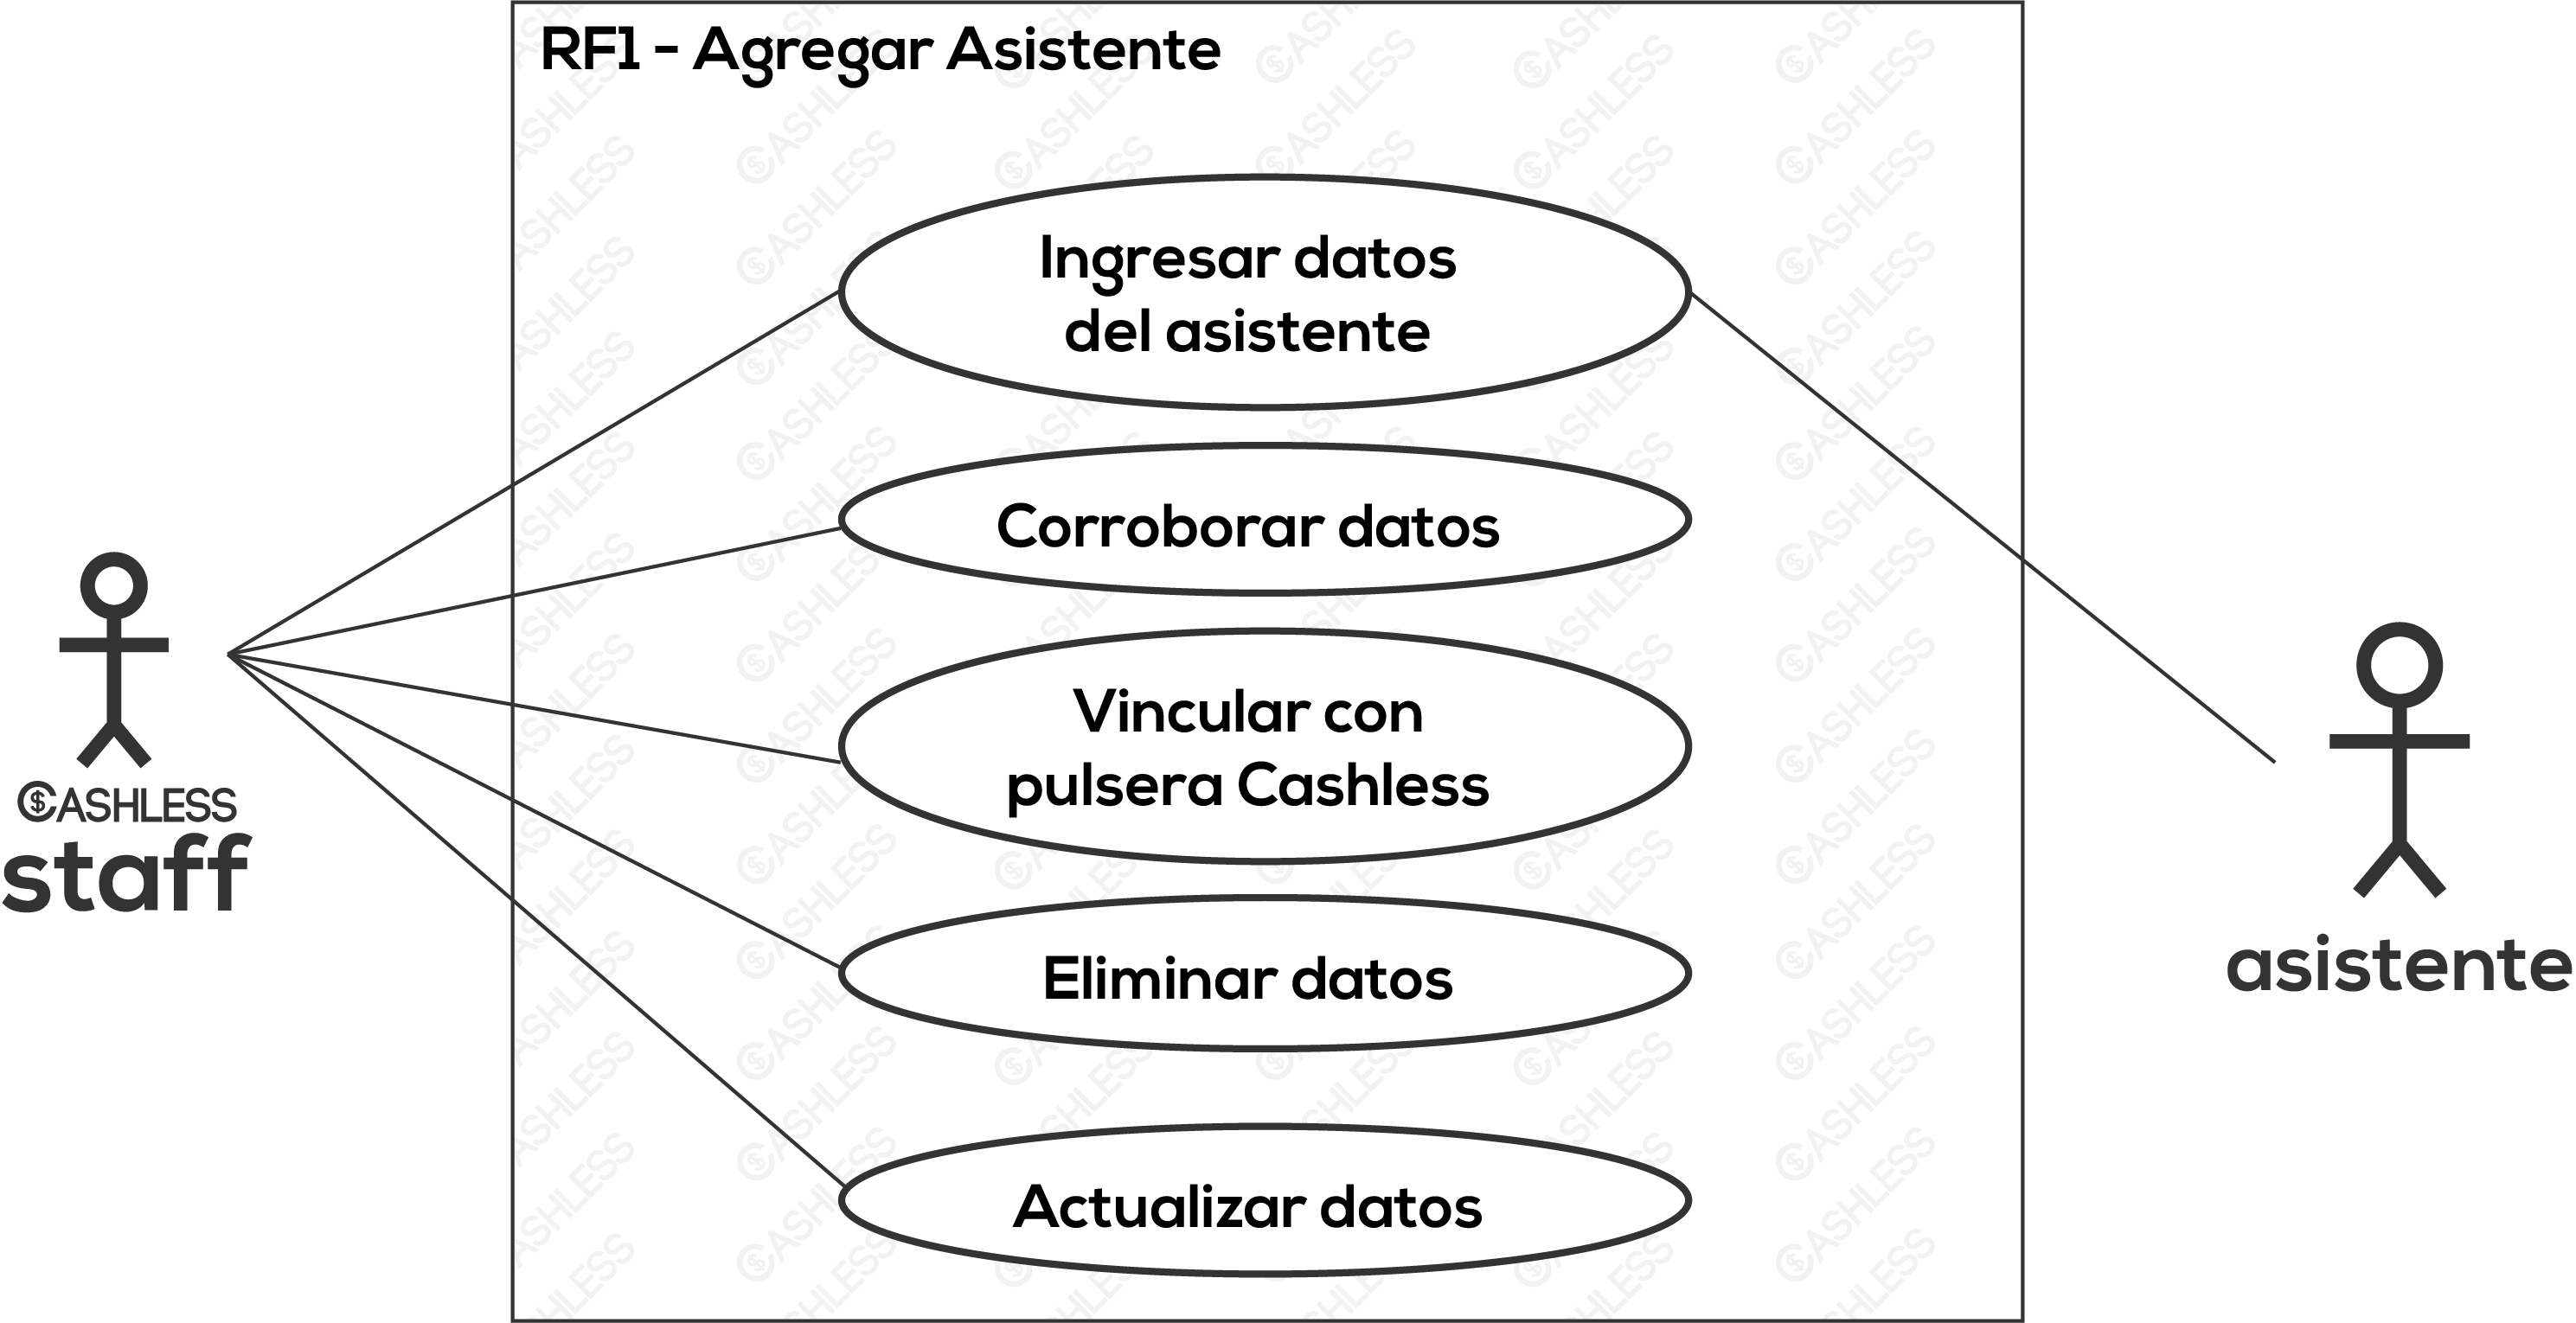 RF1 - Agregar Asistente
Ingresar datos
del asistente
Corroborar datos
Vincular con
pulsera Cashless
Eliminar datos
Actualizar datos
CASHLESS
staff
asistente